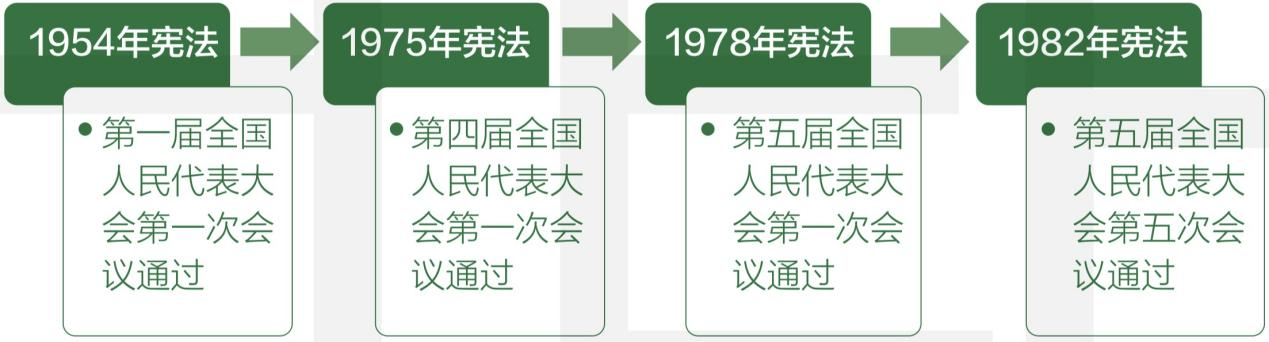 1954年宪法
第一届全国
人民代表大
会第一次会
议通过
1975年宪法
第四届全国
人民代表大
会第一次会
议通过
1978年宪法
第五届全国
人民代表大
会第一次会
议通过
1982年宪法
第五届全国
人民代表大
会第五次会
议通过